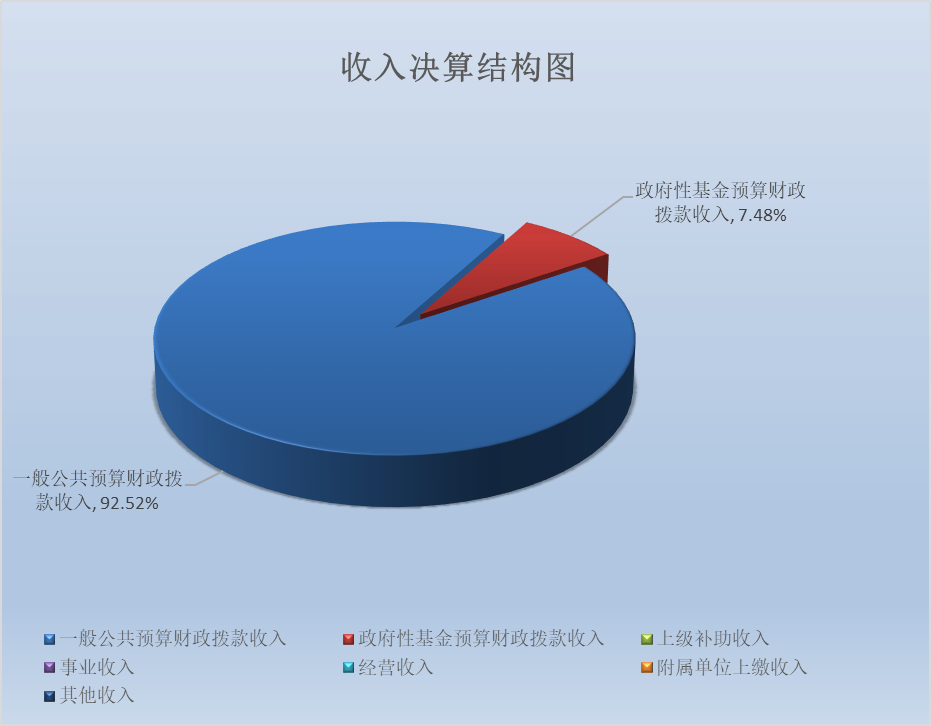 收入决算结构图
政府性基金预算财政
拨款收入, 7.48%
一般公共预算财政拨
款收入, 92.52%
一般公共预算财政拨款收入
政府性基金预算财政拨款收入
上级补助收入
事业收入
经营收入
附属单位上缴收入
其他收入